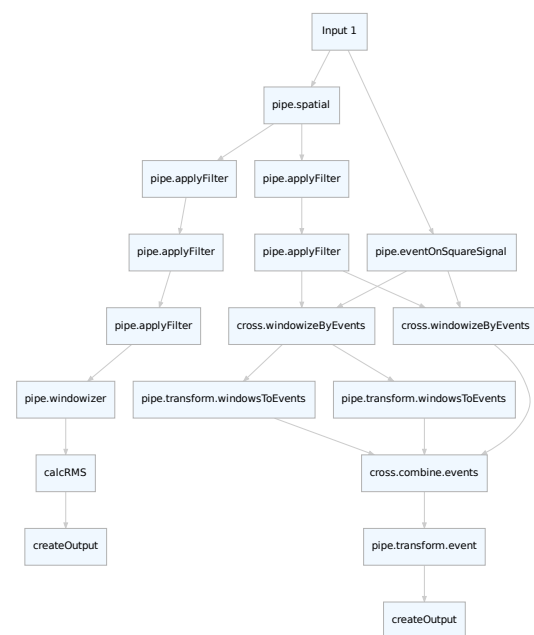 Input 1
pipe.spatial
pipe.applyFilter
pipe.applyFilter
pipe.applyFilter
pipe.applyFilter
pipe.eventOnSquareSignal
pipe.applyFilter
cross.windowizeByEvents
cross.windowizeByEvents
pipe.windowizer
pipe.transform.windowsToEvents
pipe.transform.windowsToEvents
calcRMS
cross.combine.events
createOutput
pipe.transform.event
createOutput